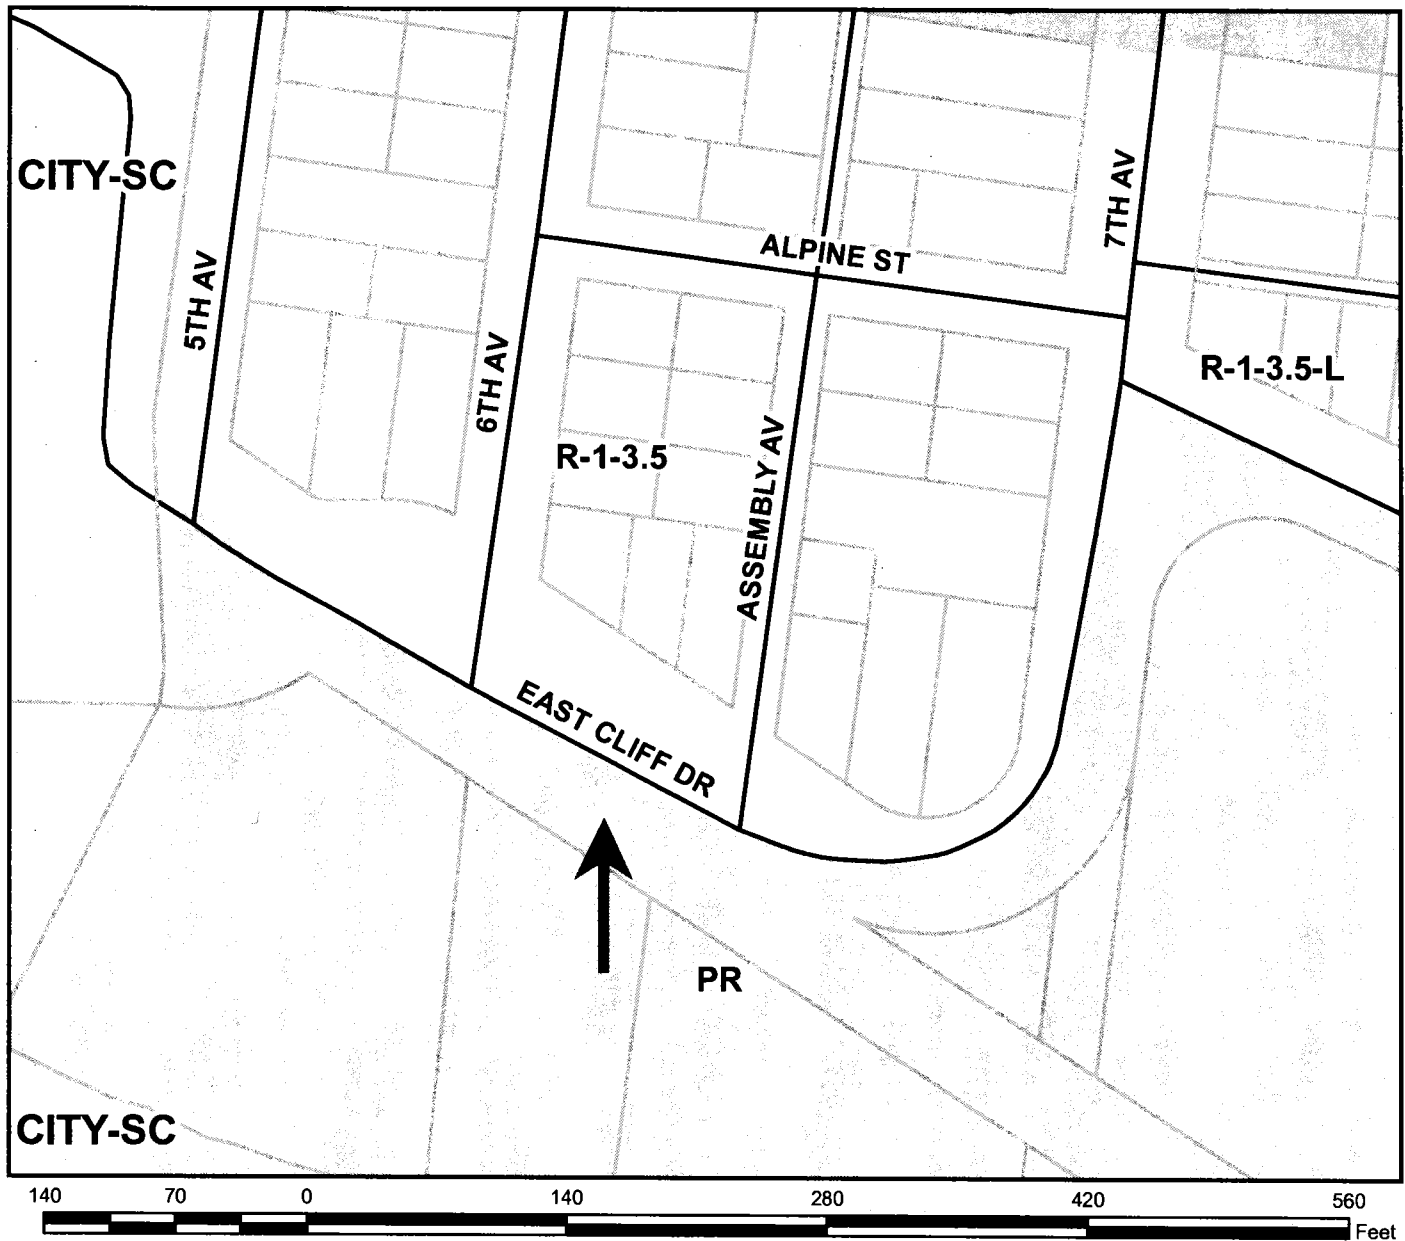 CITY-SC
5TH AV
6TH AV
ALPINE ST
7TH AV
R-1-3.5-L
R-1-3.5
ASSEMBLY AV
EAST CLIFF DR
PR
CITY-SC
140 70 0 140 280 420 560
Feet